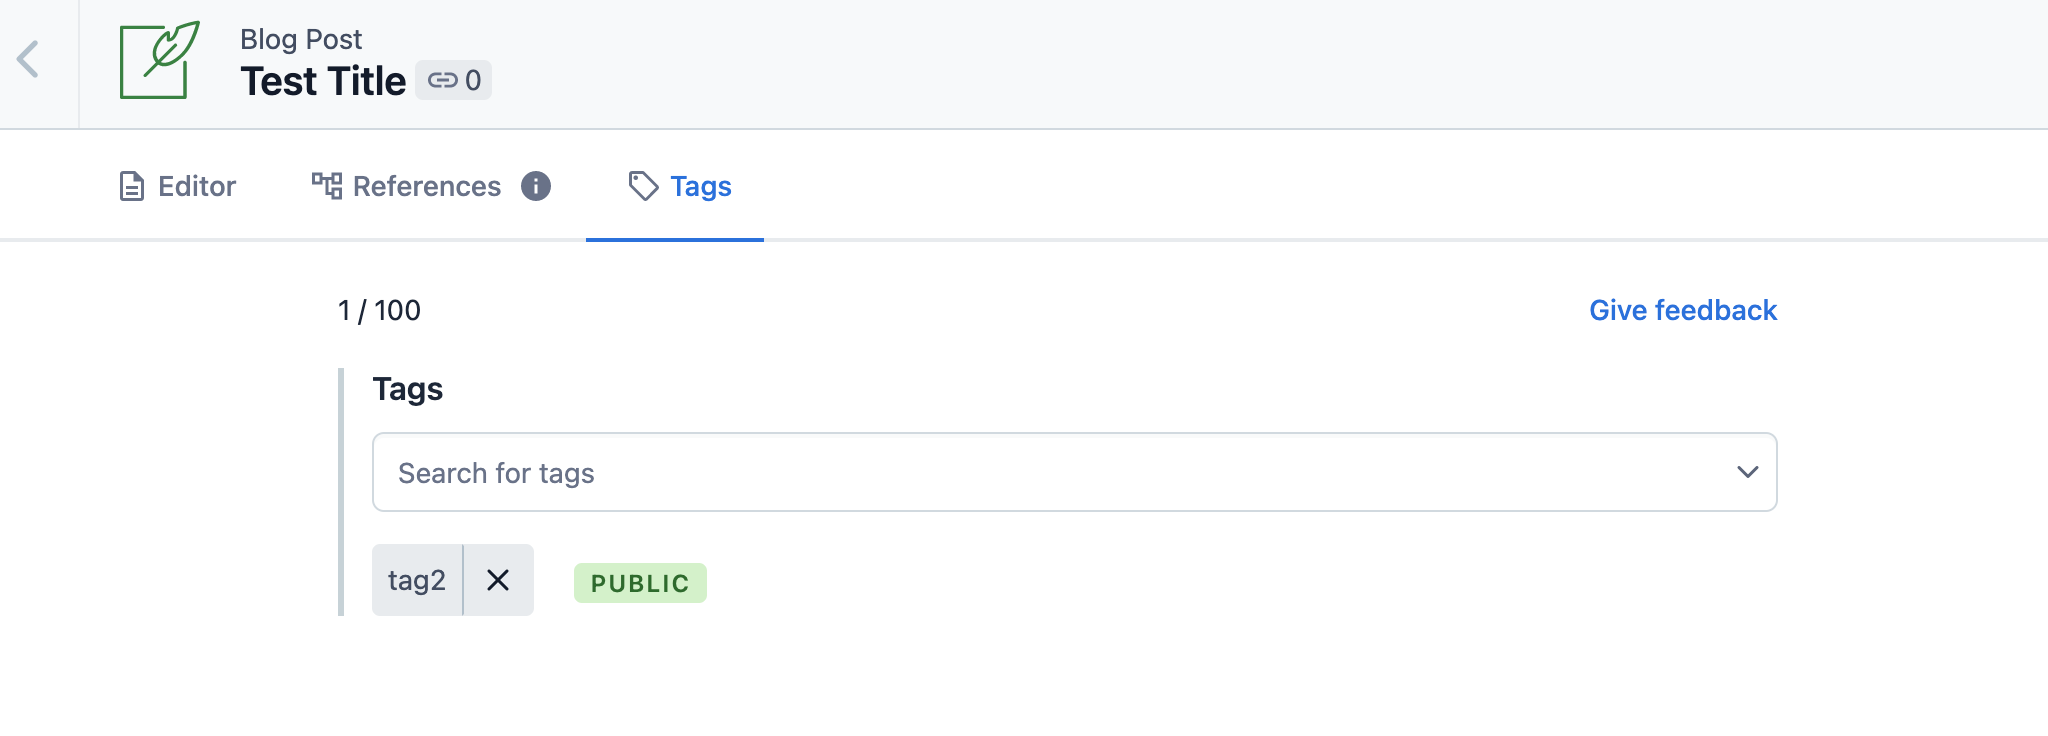 Blog Post
Test Title 0
Editor References Tags
1 / 100 Give feedback
Tags
Search for tags
tag2 PUBLIC